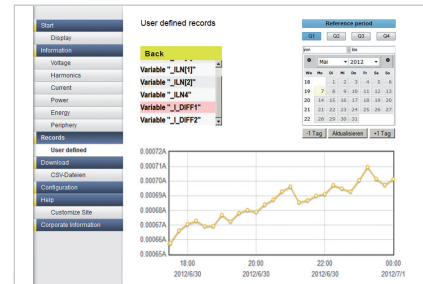 Start
Display
Information
Voltage
Harmonics
Current
Power
Energy
Periphery
Records
User defined
Download
CSV-Dateien
Configuration
Help
Customize Site
Corporate Information
User defined records
Back
Variable "_ILN[1]"
Variable "_ILN[2]"
Variable "_ILN4"
Variable "_I_DIFF1"
Variable "_I_DIFF2"
Reference period
Q1 Q2 Q3 Q4
von bis
Mai 2012
We Mo Di Mi Do Fr Sa So
18 1 2 3 4 5 6
19 7 8 9 10 11 12 13
20 14 15 16 17 18 19 20
21 21 22 23 24 25 26 27
22 28 29 30 31
-1 Tag Aktualisieren +1 Tag
0.00072A
0.00071A
0.00070A
0.00069A
0.00068A
0.00067A
0.00066A
0.00065A
18:00 20:00 22:00 00:00
2012/6/30 2012/6/30 2012/6/30 2012/7/1